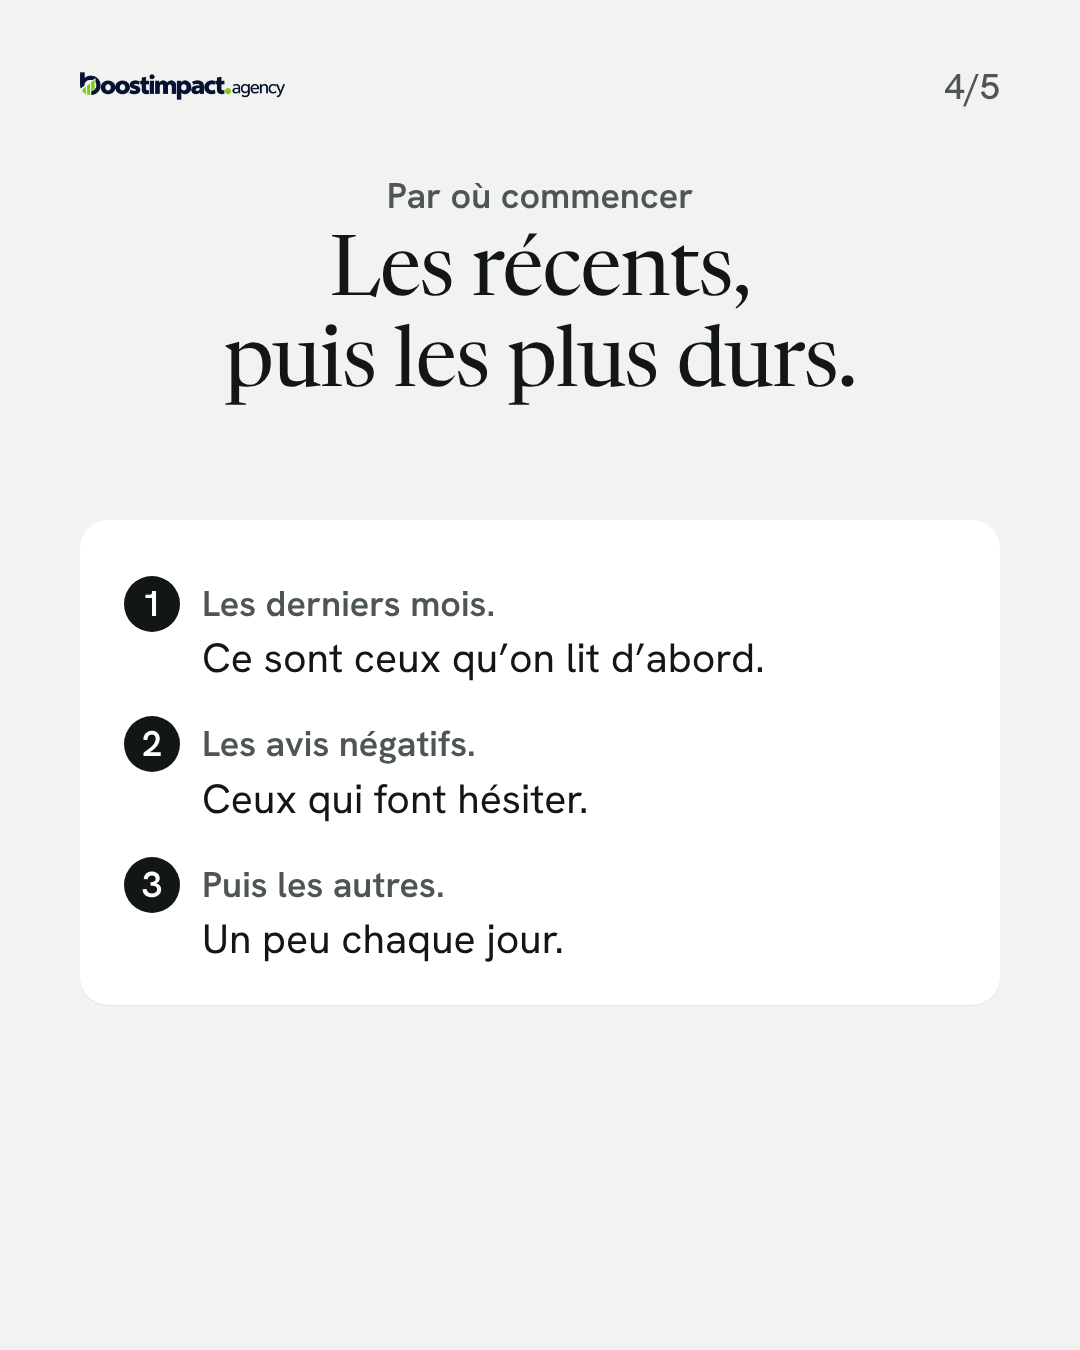 boostimpact.agency
4/5
Par où commencer
Les récents,
puis les plus durs.
1 Les derniers mois.
Ce sont ceux qu’on lit d’abord.
2 Les avis négatifs.
Ceux qui font hésiter.
3 Puis les autres.
Un peu chaque jour.